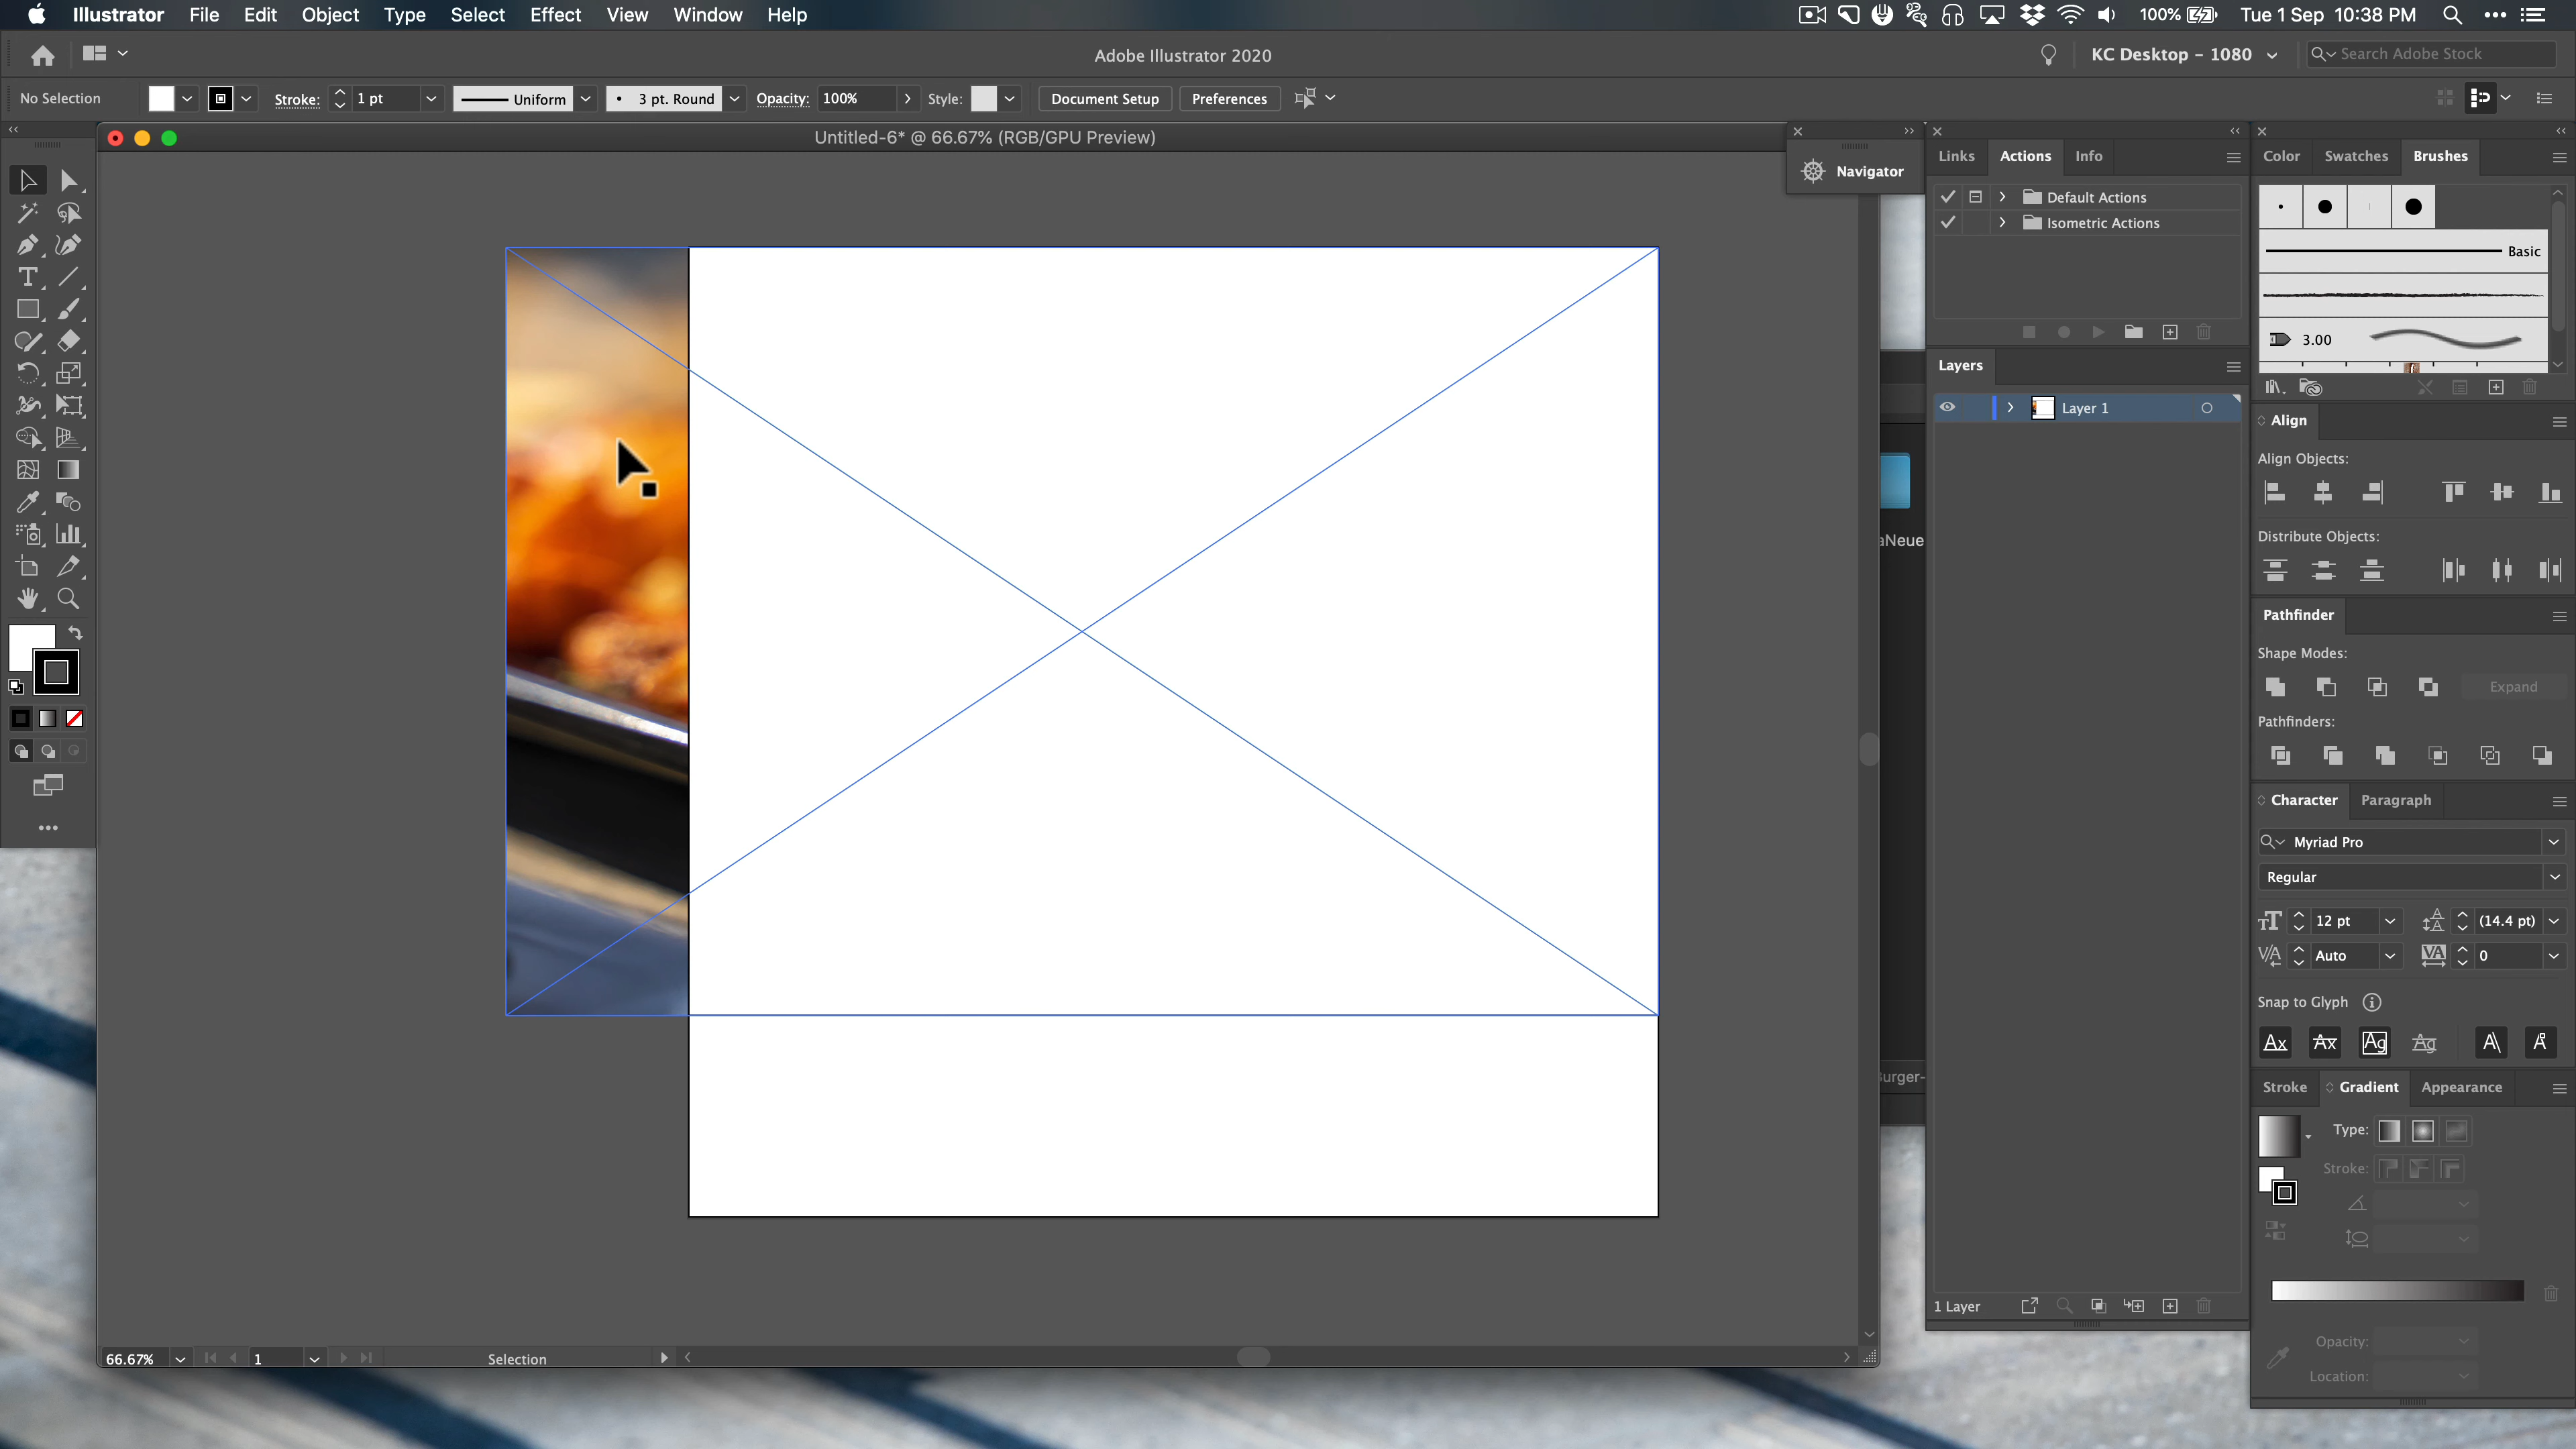 Illustrator File Edit Object Type Select Effect View Window Help 100% Tue 1 Sep 10:38 PM
Adobe Illustrator 2020 KC Desktop - 1080 Search Adobe Stock
No Selection Stroke: 1 pt Uniform 3 pt. Round Opacity: 100% Style: Document Setup Preferences
Untitled-6* @ 66.67% (RGB/GPU Preview)
Navigator
Links Actions Info
Default Actions
Isometric Actions
Layers
Layer 1
aNeue
urger-
1 Layer
Color Swatches Brushes
Basic
3.00
Align
Align Objects:
Distribute Objects:
Pathfinder
Shape Modes:
Expand
Pathfinders:
Character Paragraph
Myriad Pro
Regular
12 pt (14.4 pt)
Auto 0
Snap to Glyph
Stroke Gradient Appearance
Type:
Stroke:
Opacity:
Location:
66.67% 1 Selection